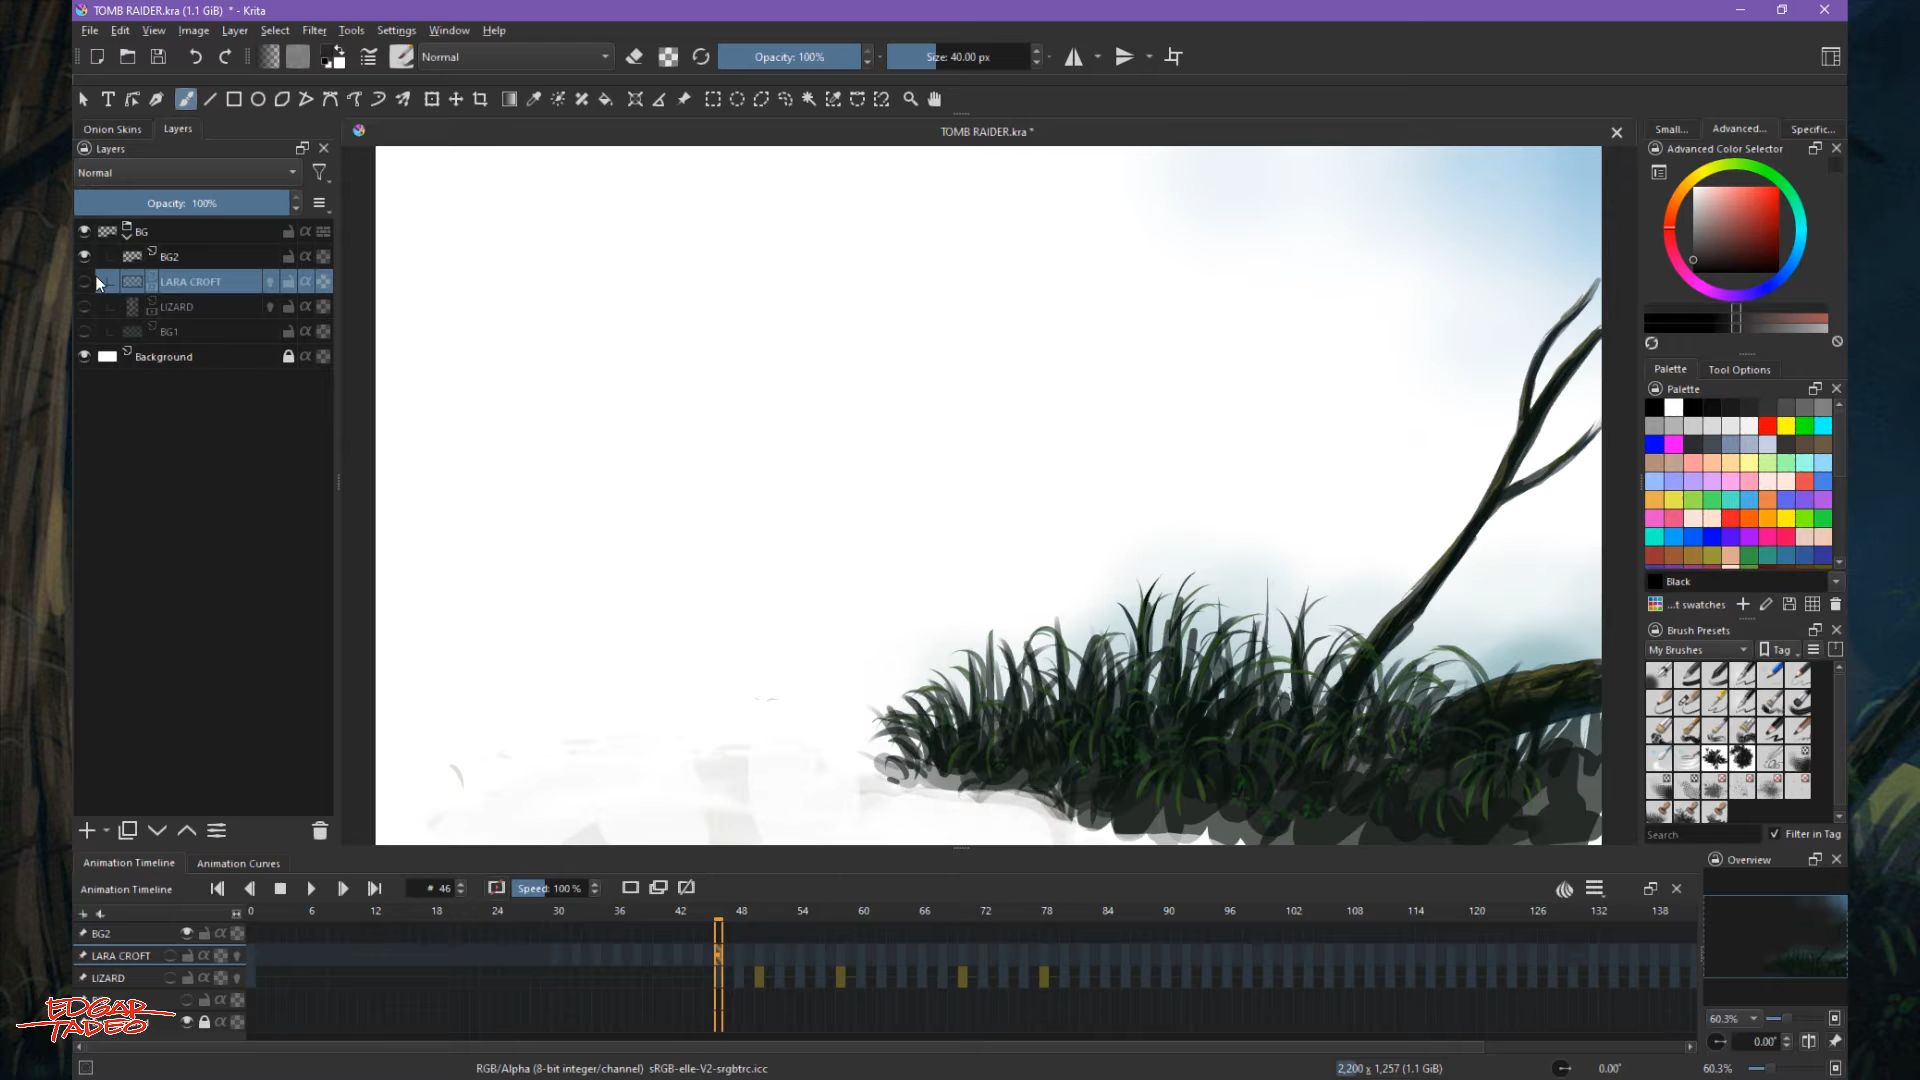 TOMB RAIDER.kra (1.1 GiB) * - Krita
File Edit View Image Layer Select Filter Tools Settings Window Help
Normal
Opacity: 100%
Size: 40.00 px
Onion Skins Layers
TOMB RAIDER.kra *
Small... Advanced... Specific...
Layers
Advanced Color Selector
Normal
Opacity: 100%
BG
BG2
LARA CROFT
LIZARD
BG1
Background
Palette Tool Options
Palette
Black
...t swatches
Brush Presets
My Brushes
Tag
Search
Filter in Tag
Animation Timeline Animation Curves
Overview
Animation Timeline
# 46
Speed: 100 %
0 6 12 18 24 30 36 42 48 54 60 66 72 78 84 90 96 102 108 114 120 126 132 138
BG2
LARA CROFT
LIZARD
EDGAR
TADEO
60.3%
0.00°
RGB/Alpha (8-bit integer/channel) sRGB-elle-V2-srgbtrc.icc
2,200 x 1,257 (1.1 GiB)
0.00°
60.3%